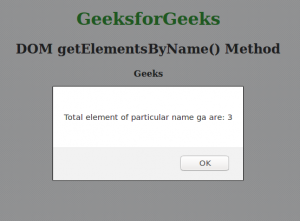 GeeksforGeeks
DOM getElementsByName() Method
Geeks
Total element of particular name ga are: 3
OK